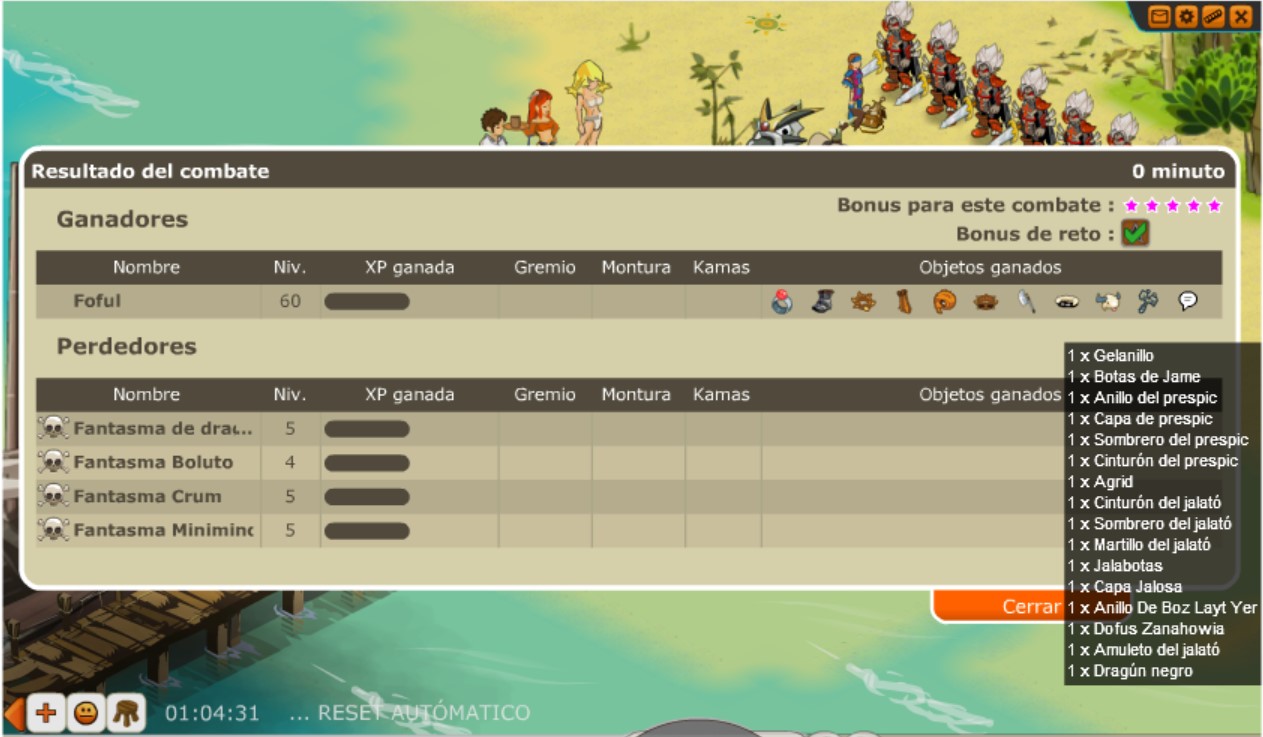 Resultado del combate 0 minuto
Ganadores
Bonus para este combate :
Bonus de reto :
Nombre Niv. XP ganada Gremio Montura Kamas Objetos ganados
Foful 60
Perdedores
Nombre Niv. XP ganada Gremio Montura Kamas Objetos ganados
Fantasma de drag... 5
Fantasma Boluto 4
Fantasma Crum 5
Fantasma Miniminc 5
1 x Gelanillo
1 x Botas de Jame
1 x Anillo del prespic
1 x Capa de prespic
1 x Sombrero del prespic
1 x Cinturón del prespic
1 x Agrid
1 x Cinturón del jalató
1 x Sombrero del jalató
1 x Martillo del jalató
1 x Jalabotas
1 x Capa Jalosa
1 x Anillo De Boz Layt Yer
1 x Dofus Zanahowia
1 x Amuleto del jalató
1 x Dragún negro
Cerrar
01:04:31 ... RESET AUTÓMATICO